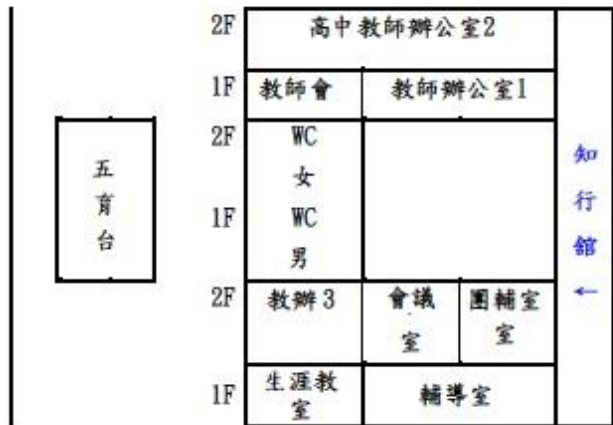 2F 高中教師辦公室2
1F 教師會 教師辦公室1
五育台
2F WC
女
1F WC
男
知行館←
2F 教辦3 會議室 團輔室室
1F 生涯教室 輔導室